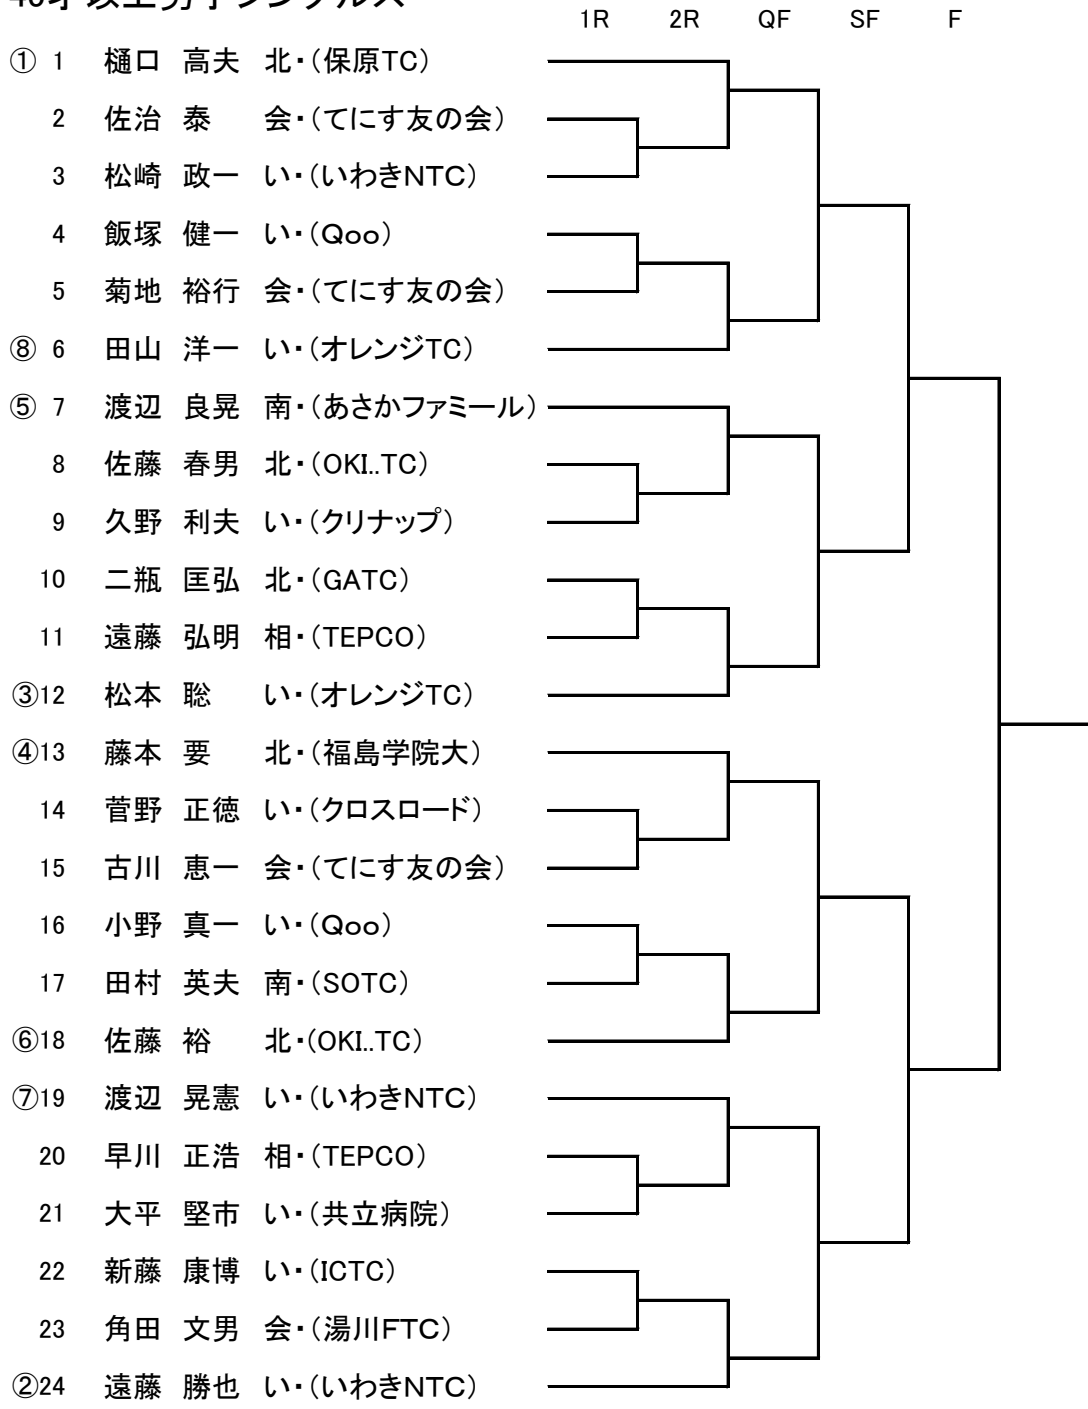 1R 2R QF SF F
① 1 樋口 高夫 北・(保原TC)
2 佐治 泰 会・(てにす友の会)
3 松崎 政一 い・(いわきNTC)
4 飯塚 健一 い・(Qoo)
5 菊地 裕行 会・(てにす友の会)
⑧ 6 田山 洋一 い・(オレンジTC)
⑤ 7 渡辺 良晃 南・(あさかファミール)
8 佐藤 春男 北・(OKI..TC)
9 久野 利夫 い・(クリナップ)
10 二瓶 匡弘 北・(GATC)
11 遠藤 弘明 相・(TEPCO)
③12 松本 聡 い・(オレンジTC)
④13 藤本 要 北・(福島学院大)
14 菅野 正徳 い・(クロスロード)
15 古川 恵一 会・(てにす友の会)
16 小野 真一 い・(Qoo)
17 田村 英夫 南・(SOTC)
⑥18 佐藤 裕 北・(OKI..TC)
⑦19 渡辺 晃憲 い・(いわきNTC)
20 早川 正浩 相・(TEPCO)
21 大平 堅市 い・(共立病院)
22 新藤 康博 い・(ICTC)
23 角田 文男 会・(湯川FTC)
②24 遠藤 勝也 い・(いわきNTC)